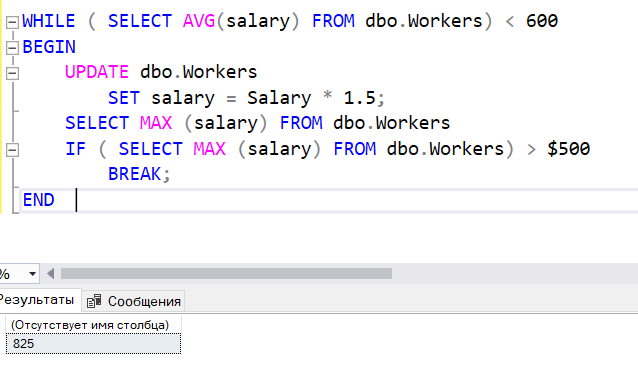 WHILE ( SELECT AVG(salary) FROM dbo.Workers) < 600
BEGIN
UPDATE dbo.Workers
SET salary = Salary * 1.5;
SELECT MAX (salary) FROM dbo.Workers
IF ( SELECT MAX (salary) FROM dbo.Workers) > $500
BREAK;
END
%
Результаты Сообщения
(Отсутствует имя столбца)
825